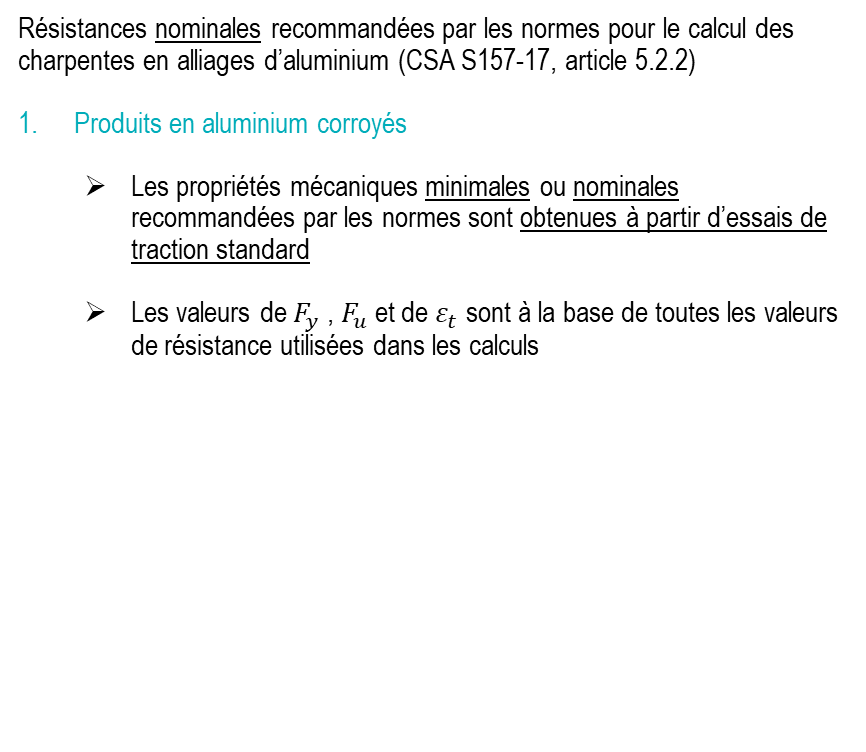 Résistances nominales recommandées par les normes pour le calcul des
charpentes en alliages d’aluminium (CSA S157-17, article 5.2.2)
1. Produits en aluminium corroyés
➢ Les propriétés mécaniques minimales ou nominales
recommandées par les normes sont obtenues à partir d’essais de
traction standard
➢ Les valeurs de F_y , F_u et de ε_t sont à la base de toutes les valeurs
de résistance utilisées dans les calculs